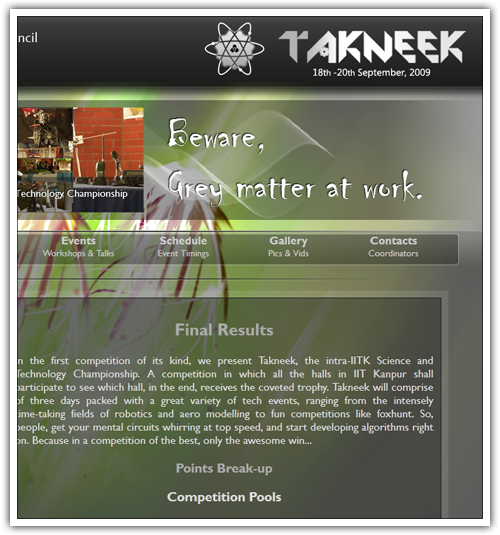 ncil
TAKNEEK
18th -20th September, 2009
Beware,
Grey matter at work.
Technology Championship
Events
Workshops & Talks
Schedule
Event Timings
Gallery
Pics & Vids
Contacts
Coordinators
Final Results
In the first competition of its kind, we present Takneek, the intra-IITK Science and
Technology Championship. A competition in which all the halls in IIT Kanpur shall
participate to see which hall, in the end, receives the coveted trophy. Takneek will comprise
of three days packed with a great variety of tech events, ranging from the intensely
time-taking fields of robotics and aero modelling to fun competitions like foxhunt. So,
people, get your mental circuits whirring at top speed, and start developing algorithms right
on. Because in a competition of the best, only the awesome win...
Points Break-up
Competition Pools